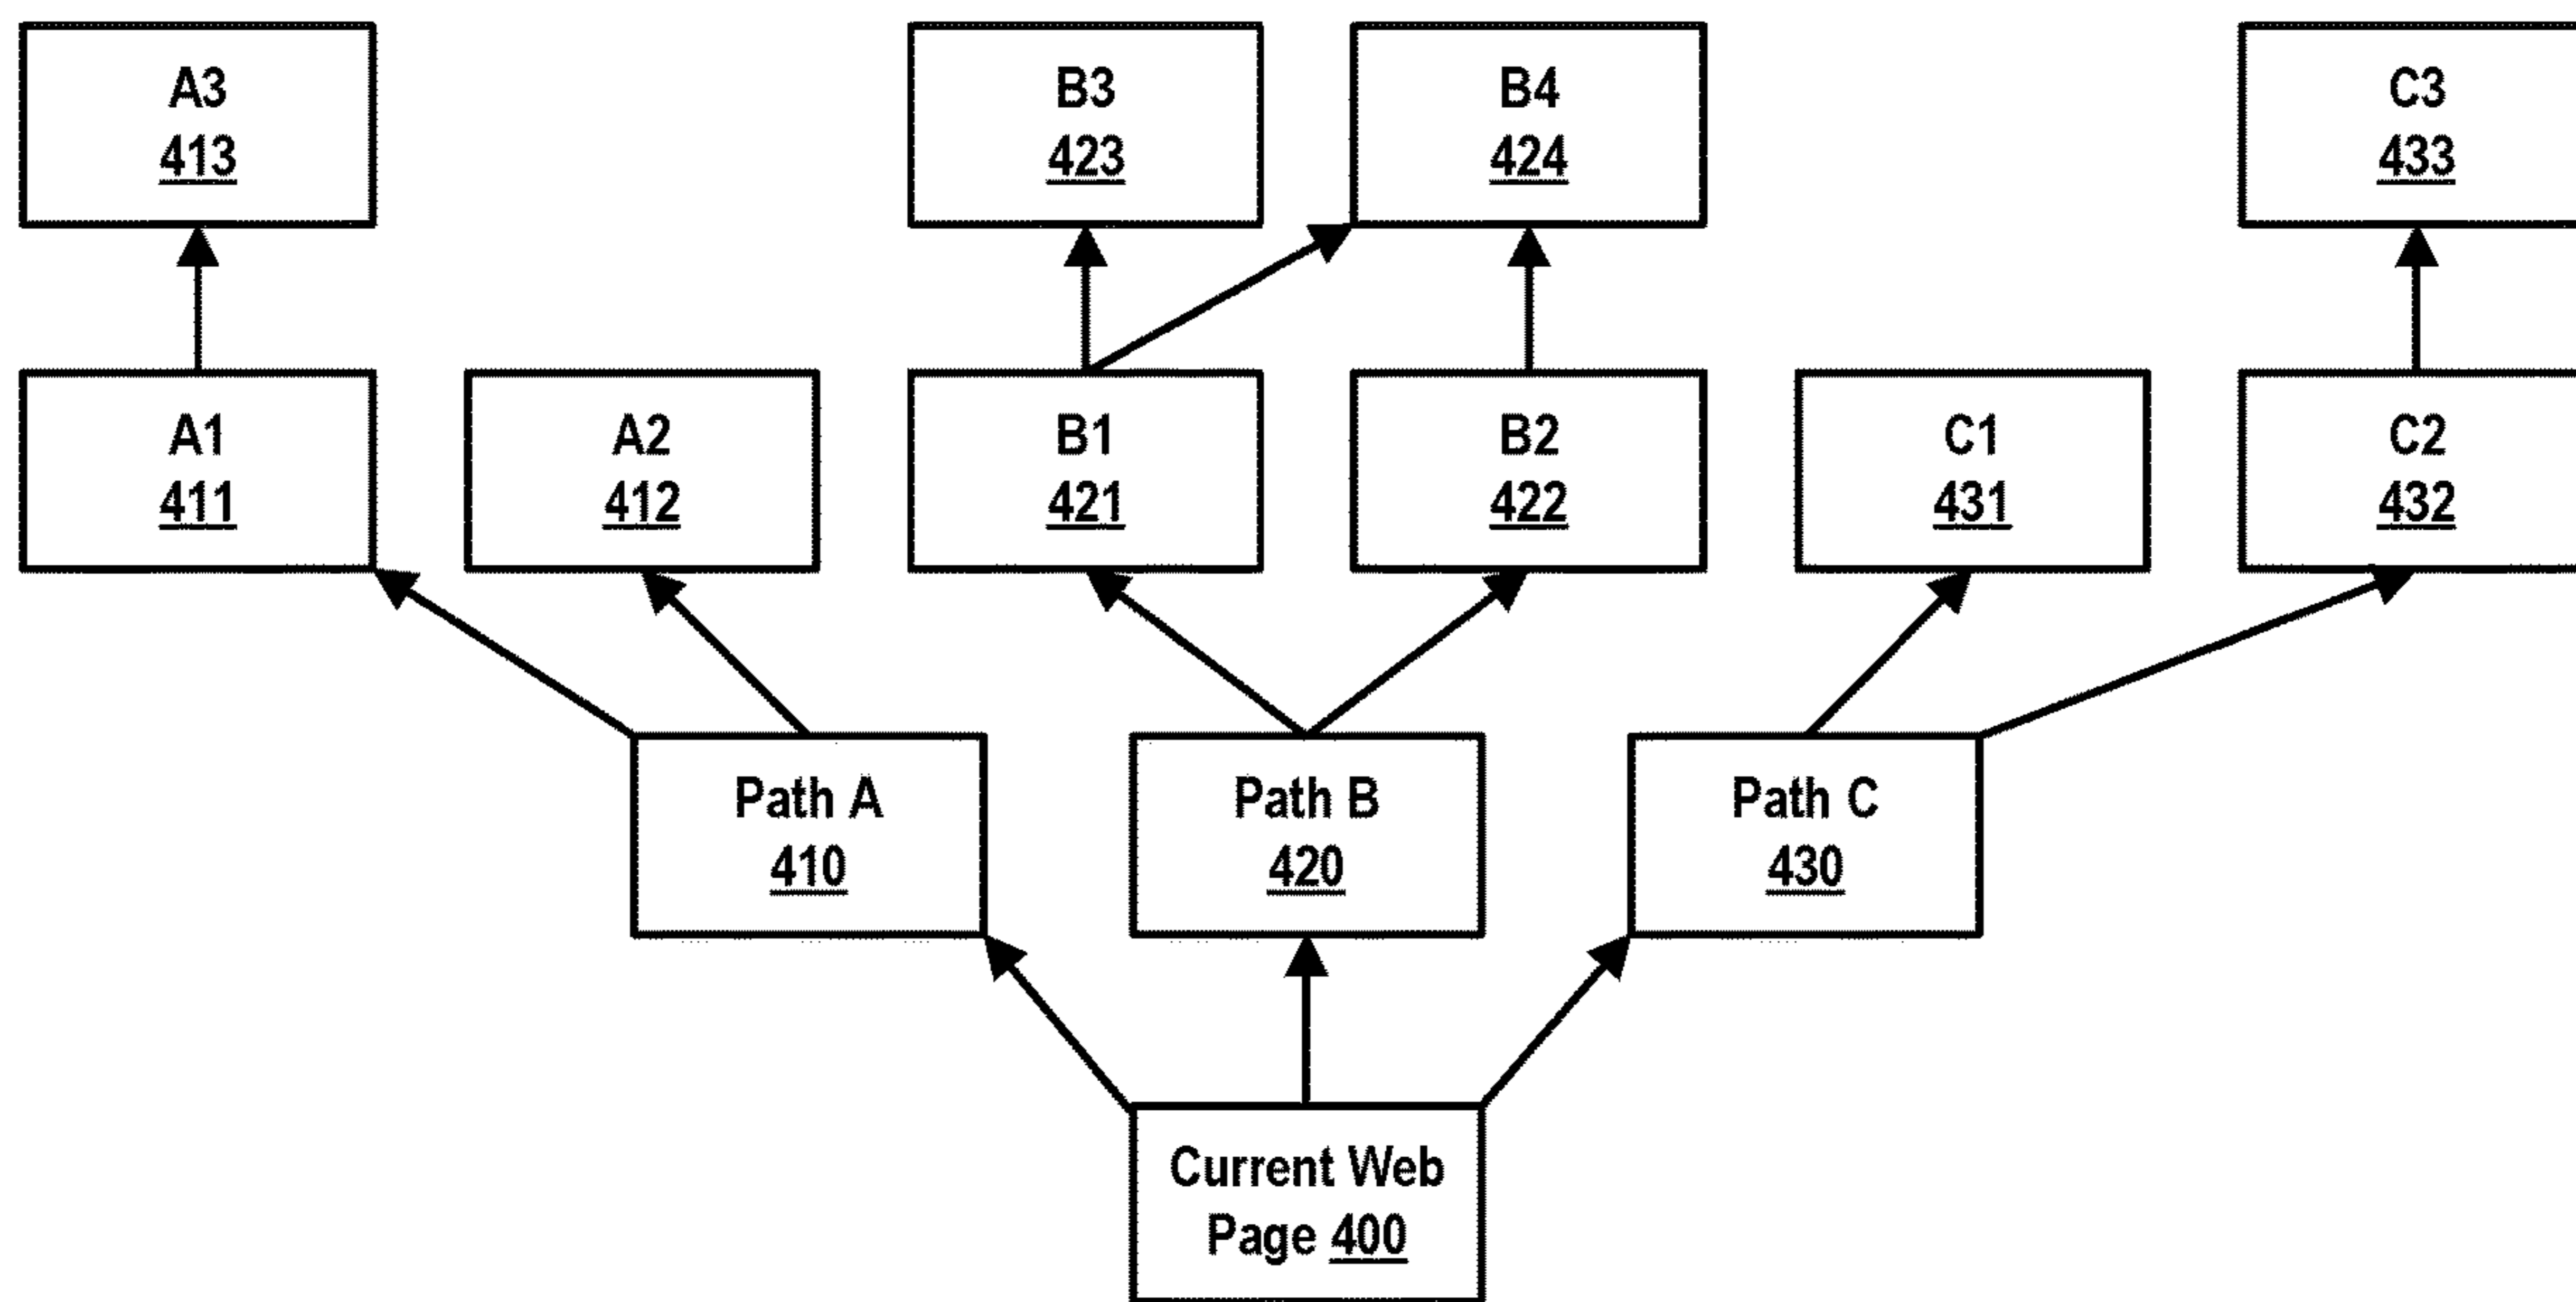 A3
413
B3
423
B4
424
C3
433
A1
411
A2
412
B1
421
B2
422
C1
431
C2
432
Path A
410
Path B
420
Path C
430
Current Web
Page 400